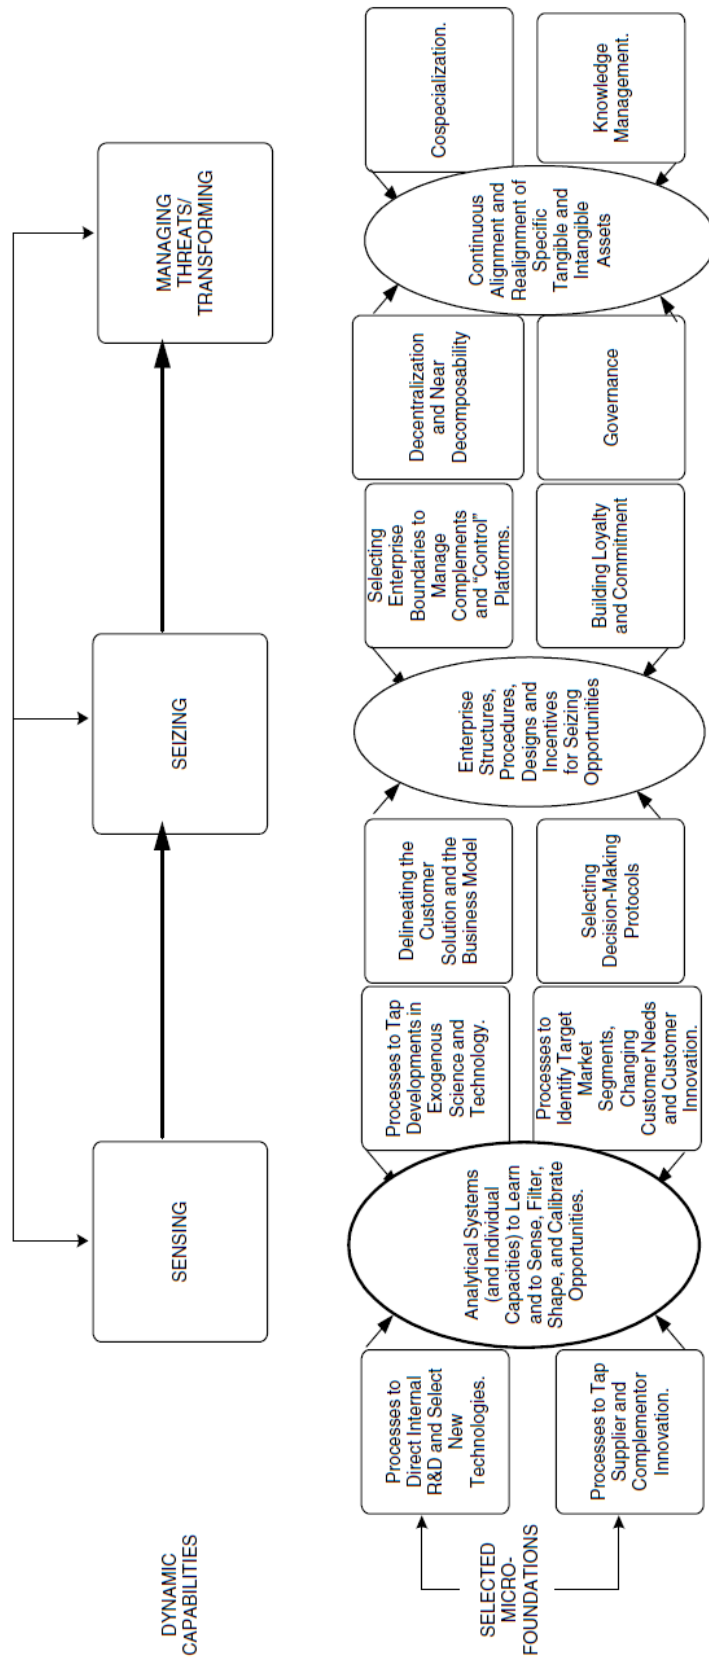 DYNAMIC
CAPABILITIES
SENSING
SEIZING
MANAGING
THREATS/
TRANSFORMING
SELECTED
MICRO-
FOUNDATIONS
Processes to
Direct Internal
R&D and Select
New
Technologies.
Processes to Tap
Supplier and
Complementor
Innovation.
Analytical Systems
(and Individual
Capacities) to Learn
and to Sense, Filter,
Shape, and Calibrate
Opportunities.
Processes to Tap
Developments in
Exogenous
Science and
Technology.
Processes to
Identify Target
Market
Segments,
Changing
Customer Needs
and Customer
Innovation.
Delineating the
Customer
Solution and the
Business Model
Selecting
Decision-Making
Protocols
Enterprise
Structures,
Procedures,
Designs and
Incentives
for Seizing
Opportunities
Selecting
Enterprise
Boundaries to
Manage
Complements
and “Control”
Platforms.
Building Loyalty
and Commitment
Decentralization
and Near
Decomposability
Governance
Continuous
Alignment and
Realignment of
Specific
Tangible and
Intangible
Assets
Cospecialization.
Knowledge
Management.